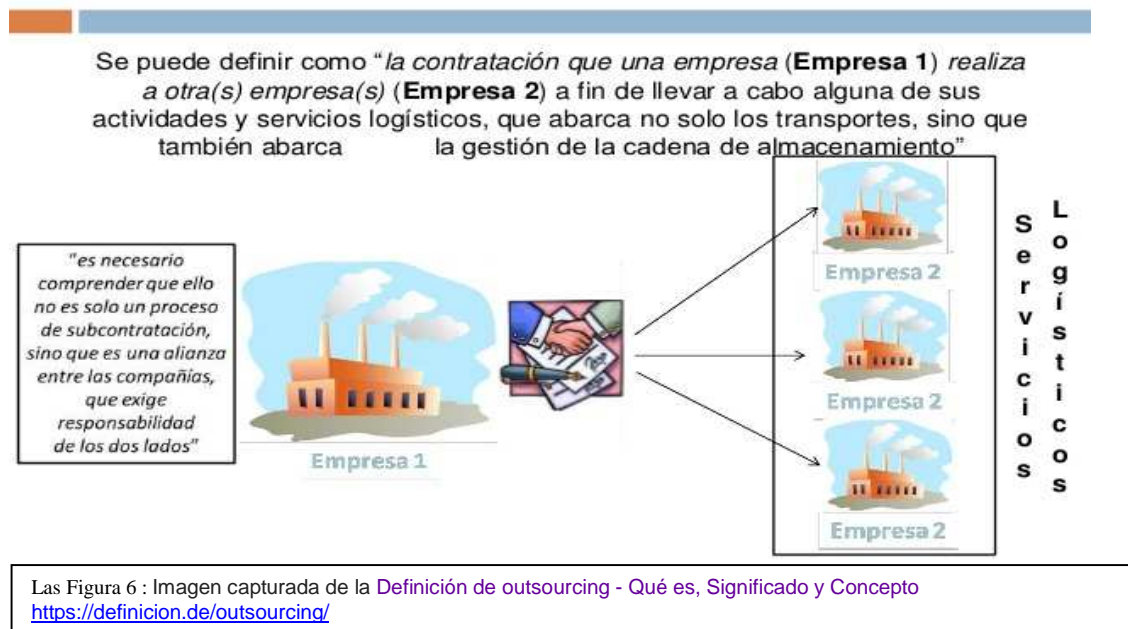 Se puede definir como “la contratación que una empresa (Empresa 1) realiza
a otra(s) empresa(s) (Empresa 2) a fin de llevar a cabo alguna de sus
actividades y servicios logísticos, que abarca no solo los transportes, sino que
también abarca la gestión de la cadena de almacenamiento”
"es necesario
comprender que ello
no es solo un proceso
de subcontratación,
sino que es una alianza
entre las compañías,
que exige
responsabilidad
de los dos lados"
Empresa 1
Empresa 2
Empresa 2
Empresa 2
Servicios
Logísticos
Las Figura 6 : Imagen capturada de la Definición de outsourcing - Qué es, Significado y Concepto
https://definicion.de/outsourcing/